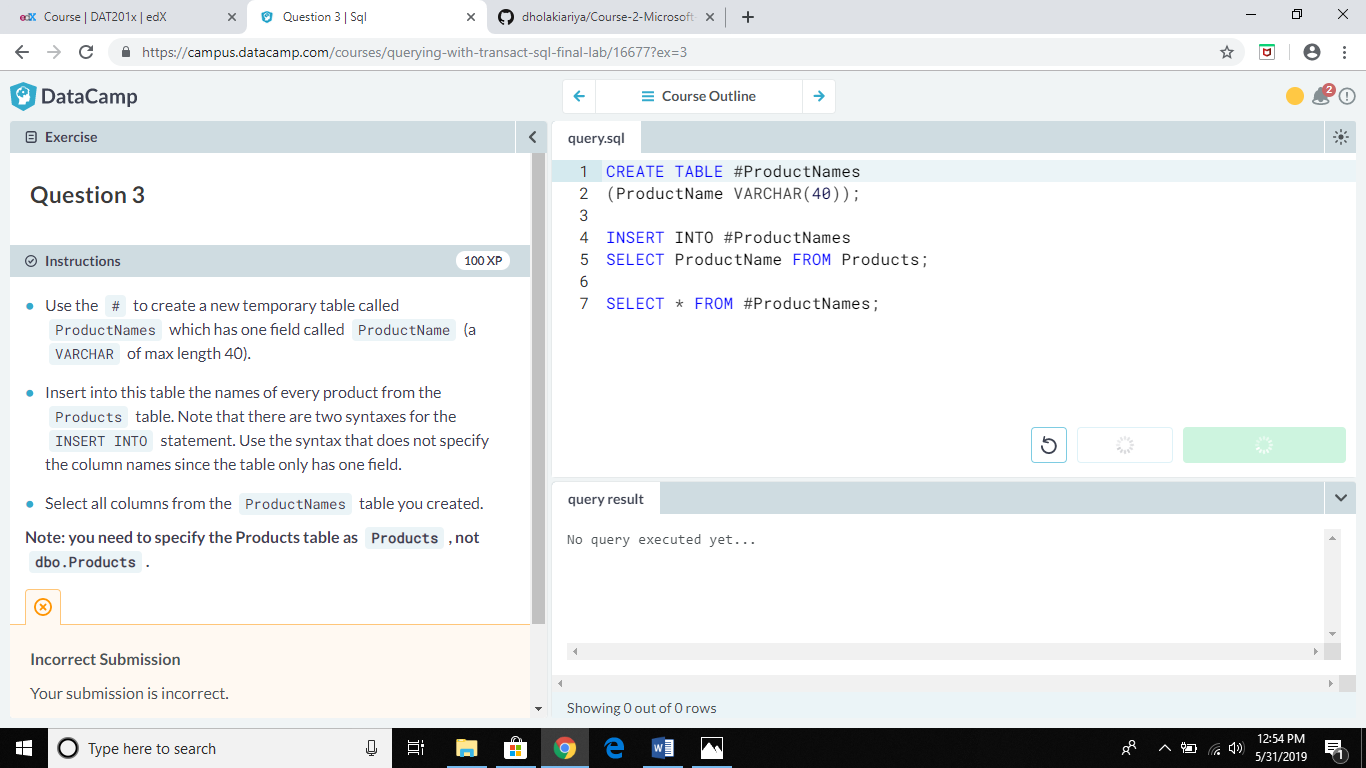 Course | DAT201x | edX
Question 3 | Sql
dholakiariya/Course-2-Microsoft
https://campus.datacamp.com/courses/querying-with-transact-sql-final-lab/16677?ex=3
DataCamp
Course Outline
2
Exercise
Question 3
Instructions
100 XP
Use the # to create a new temporary table called
ProductNames which has one field called ProductName (a
VARCHAR of max length 40).
Insert into this table the names of every product from the
Products table. Note that there are two syntaxes for the
INSERT INTO statement. Use the syntax that does not specify
the column names since the table only has one field.
Select all columns from the ProductNames table you created.
Note: you need to specify the Products table as Products , not
dbo.Products .
Incorrect Submission
Your submission is incorrect.
query.sql
1 CREATE TABLE #ProductNames
2 (ProductName VARCHAR(40));
3
4 INSERT INTO #ProductNames
5 SELECT ProductName FROM Products;
6
7 SELECT * FROM #ProductNames;
query result
No query executed yet...
Showing 0 out of 0 rows
Type here to search
12:54 PM
5/31/2019
1